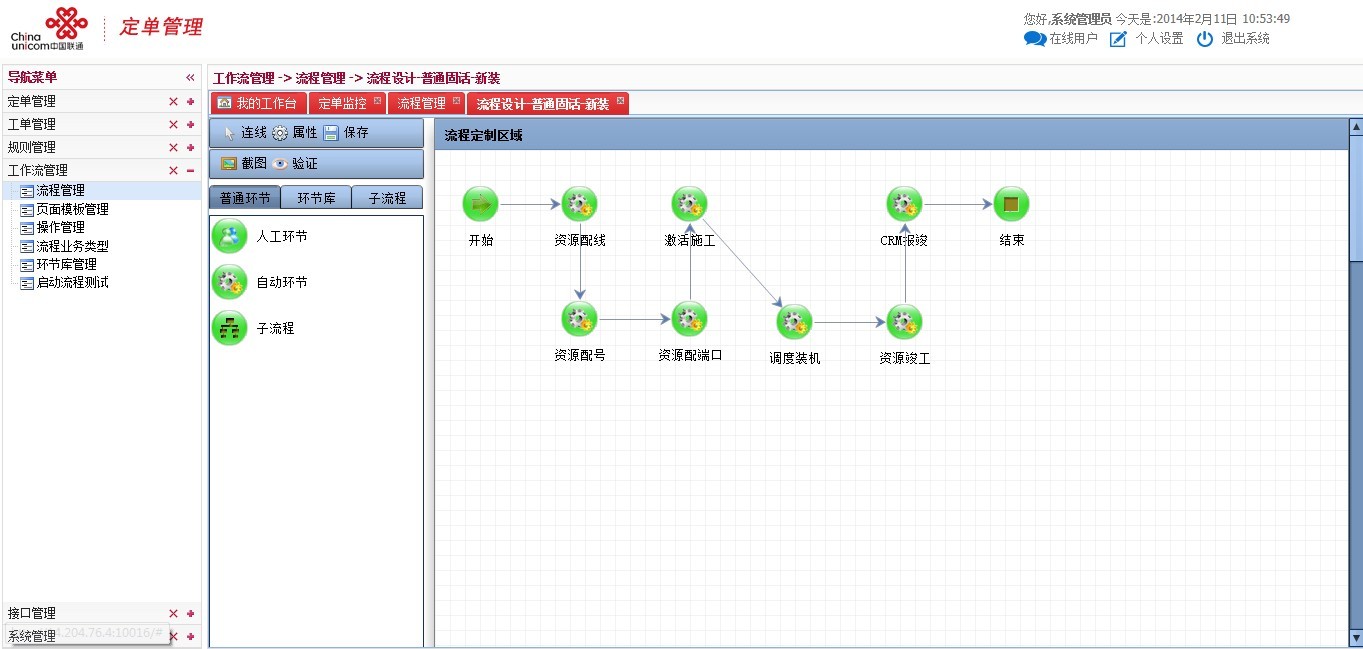 China
unicom中国联通
定单管理
您好,系统管理员 今天是:2014年2月11日 10:53:49
在线用户 个人设置 退出系统
导航菜单 «
定单管理
工单管理
规则管理
工作流管理
流程管理
页面模板管理
操作管理
流程业务类型
环节库管理
启动流程测试
接口管理
系统管理
.204.76.4:10016/#
工作流管理 -> 流程管理 -> 流程设计-普通固话-新装
我的工作台 定单监控 流程管理 流程设计-普通固话-新装
连线 属性 保存
截图 验证
普通环节 环节库 子流程
人工环节
自动环节
子流程
流程定制区域
开始 资源配线 激活施工 CRM报竣 结束
资源配号 资源配端口 调度装机 资源竣工